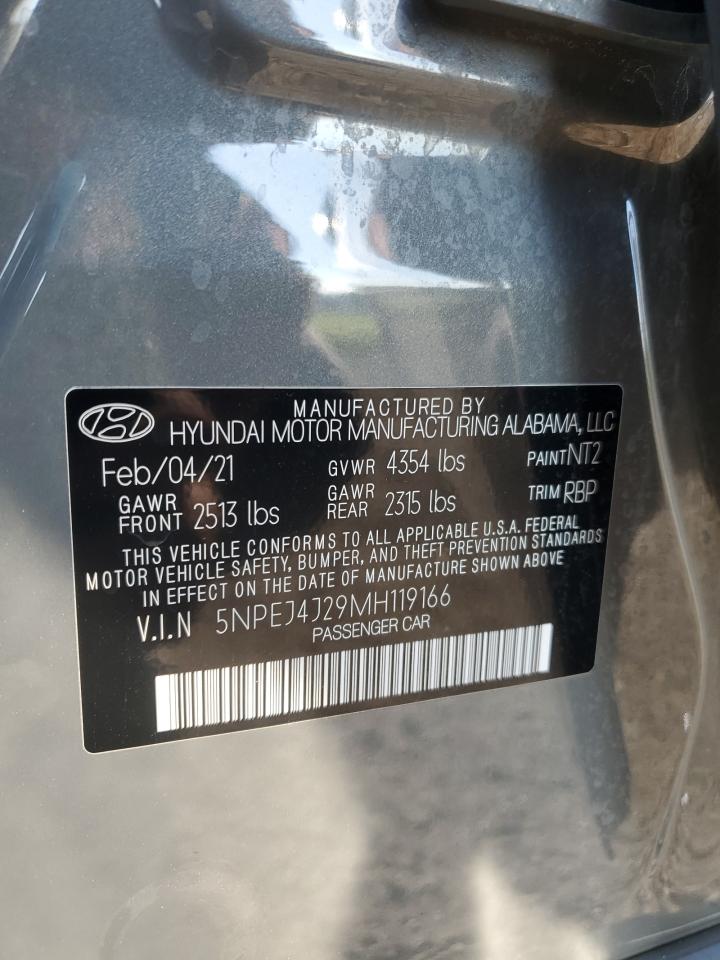 MANUFACTURED BY
HYUNDAI MOTOR MANUFACTURING ALABAMA, LLC
Feb/04/21 GVWR 4354 lbs PAINT NT2
GAWR FRONT 2513 lbs GAWR REAR 2315 lbs TRIM RBP
THIS VEHICLE CONFORMS TO ALL APPLICABLE U.S.A. FEDERAL
MOTOR VEHICLE SAFETY, BUMPER, AND THEFT PREVENTION STANDARDS
IN EFFECT ON THE DATE OF MANUFACTURE SHOWN ABOVE
V.I.N 5NPEJ4J29MH119166
PASSENGER CAR